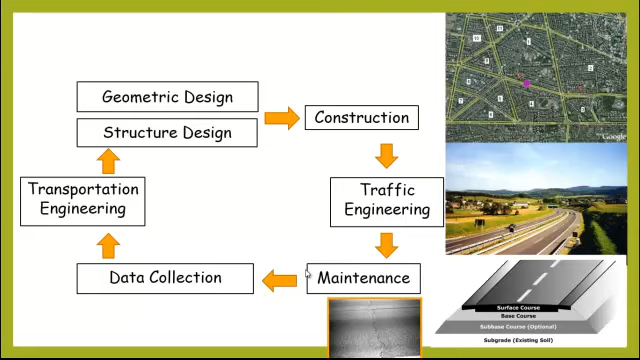 Geometric Design
Structure Design
Construction
Transportation
Engineering
Traffic
Engineering
Data Collection
Maintenance
Google
Surface Course
Base Course
Subbase Course (Optional)
Subgrade (Existing Soil)